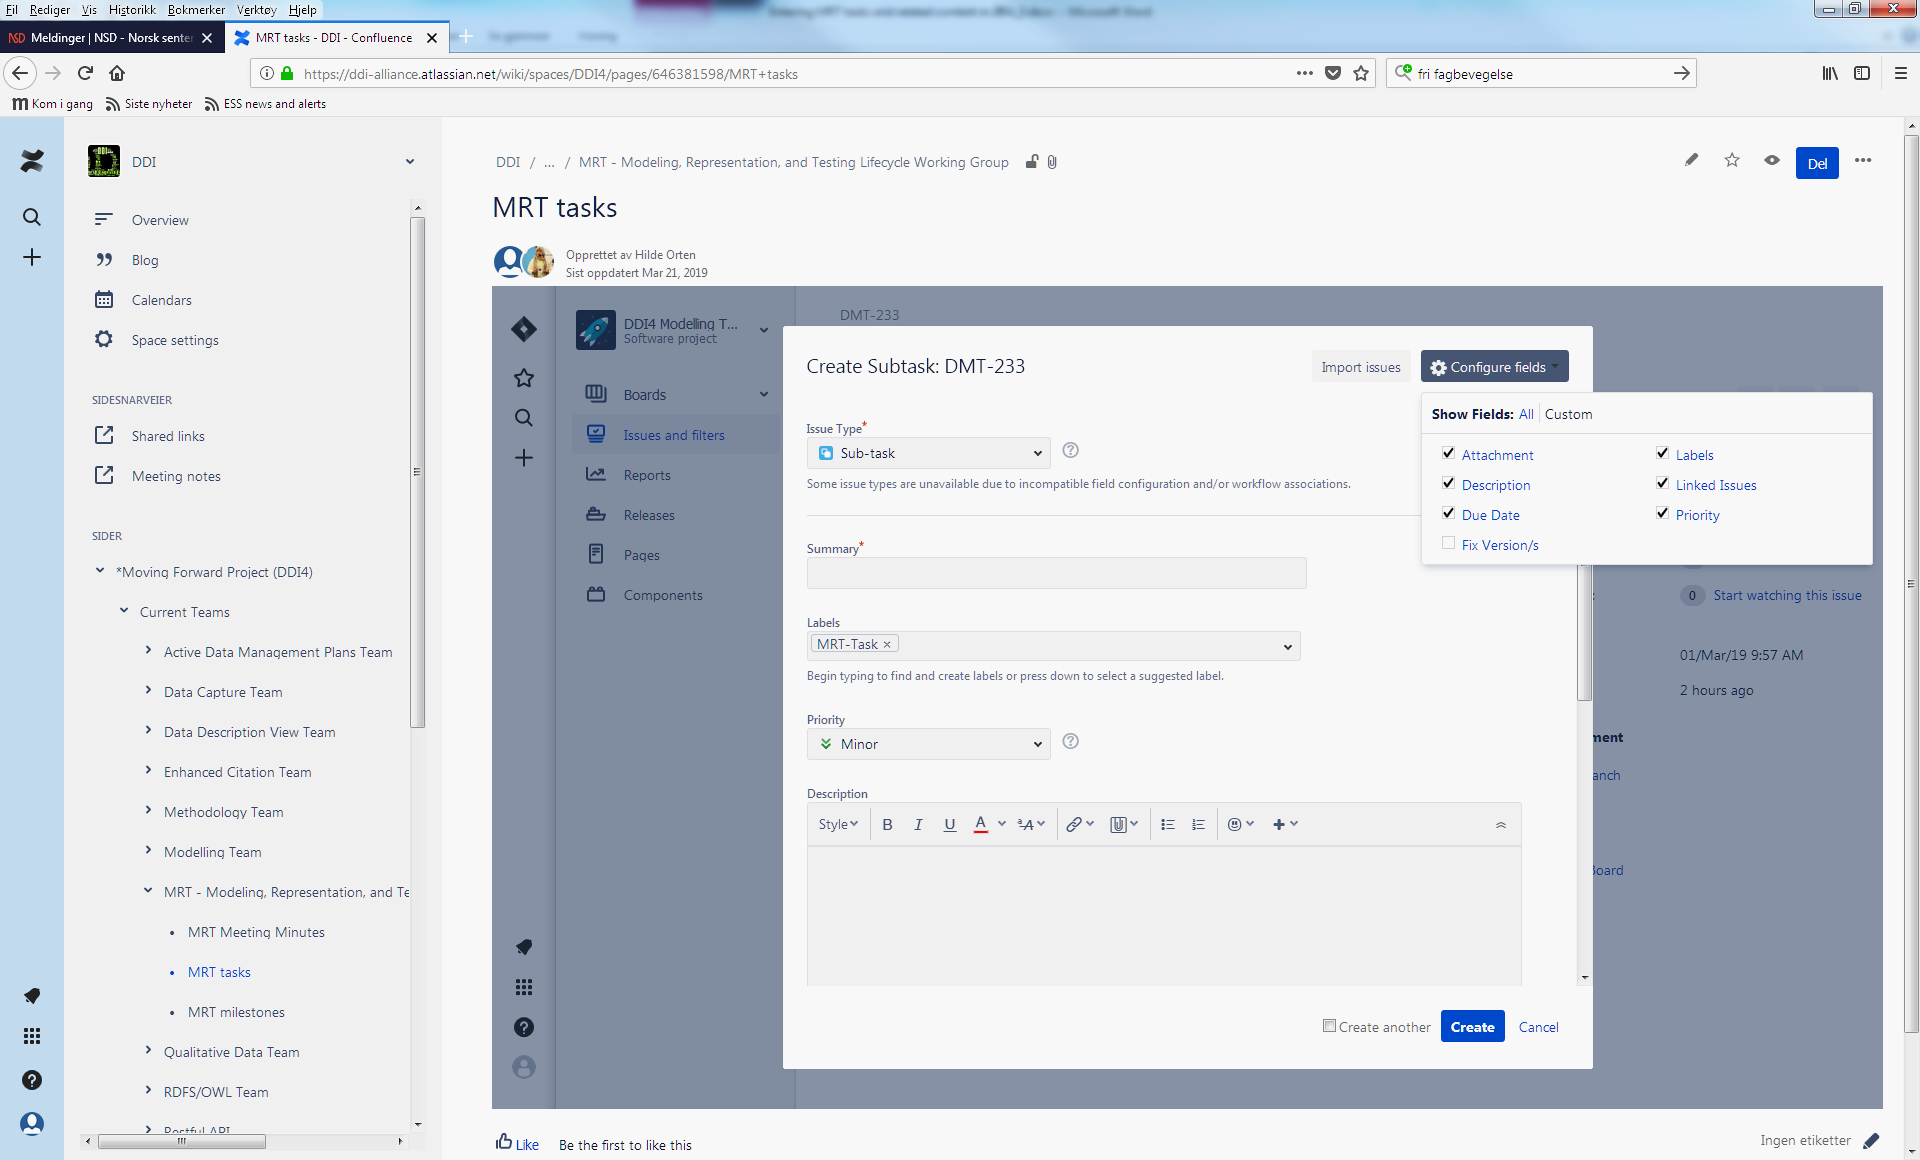 Fil Rediger Vis Historikk Bokmerker Verktøy Hjelp
NSD Meldinger | NSD - Norsk senter
MRT tasks - DDI - Confluence
https://ddi-alliance.atlassian.net/wiki/spaces/DDI4/pages/646381598/MRT+tasks
fri fagbevegelse
Kom i gang Siste nyheter ESS news and alerts
DDI
Overview
Blog
Calendars
Space settings
SIDESNARVEIER
Shared links
Meeting notes
SIDER
*Moving Forward Project (DDI4)
Current Teams
Active Data Management Plans Team
Data Capture Team
Data Description View Team
Enhanced Citation Team
Methodology Team
Modelling Team
MRT - Modeling, Representation, and Te
MRT Meeting Minutes
MRT tasks
MRT milestones
Qualitative Data Team
RDFS/OWL Team
Restful API
DDI / ... / MRT - Modeling, Representation, and Testing Lifecycle Working Group
Del
MRT tasks
Opprettet av Hilde Orten
Sist oppdatert Mar 21, 2019
DDI4 Modelling T...
Software project
Boards
Issues and filters
Reports
Releases
Pages
Components
DMT-233
Create Subtask: DMT-233
Import issues
Configure fields
Show Fields: All Custom
Attachment Labels
Description Linked Issues
Due Date Priority
Fix Version/s
Issue Type*
Sub-task
Some issue types are unavailable due to incompatible field configuration and/or workflow associations.
Summary*
Labels
MRT-Task ×
Begin typing to find and create labels or press down to select a suggested label.
Priority
Minor
Description
Style B I U A ªA
Create another Create Cancel
0 Start watching this issue
01/Mar/19 9:57 AM
2 hours ago
ment
anch
Board
Like Be the first to like this
Ingen etiketter